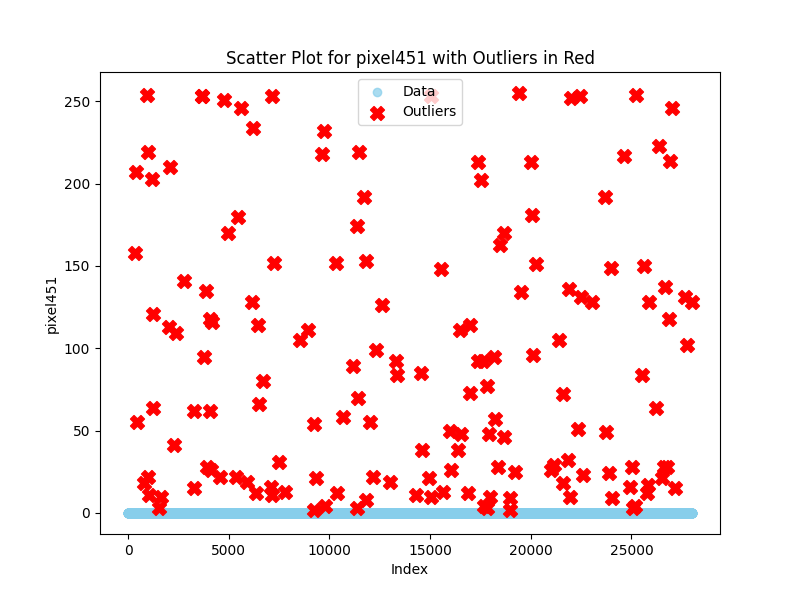 Scatter Plot for pixel451 with Outliers in Red
Data
Outliers
250
200
150
100
50
0
pixel451
0 5000 10000 15000 20000 25000
Index